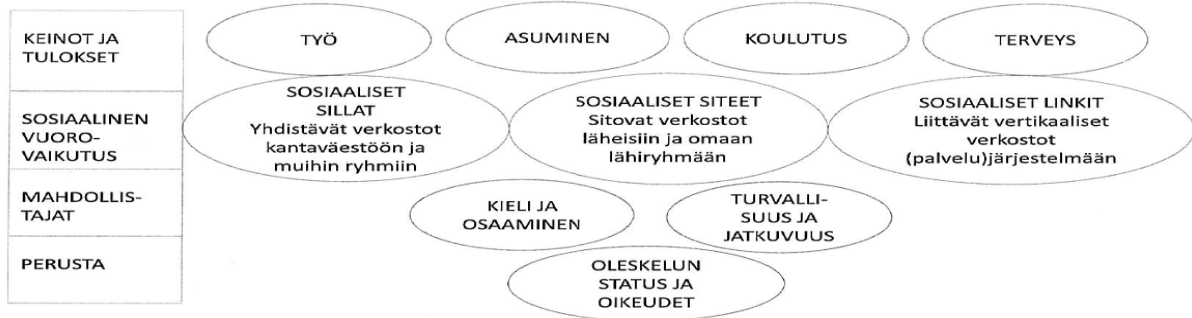 KEINOT JA
TULOKSET
TYÖ
ASUMINEN
KOULUTUS
TERVEYS
SOSIAALINEN
VUORO-
VAIKUTUS
SOSIAALISET
SILLAT
Yhdistävät verkostot
kantaväestöön ja
muihin ryhmiin
SOSIAALISET SITEET
Sitovat verkostot
läheisiin ja omaan
lähiryhmään
SOSIAALISET LINKIT
Liittävät vertikaaliset
verkostot
(palvelu)järjestelmään
MAHDOLLIS-
TAJAT
KIELI JA
OSAAMINEN
TURVALLI-
SUUS JA
JATKUVUUS
PERUSTA
OLESKELUN
STATUS JA
OIKEUDET